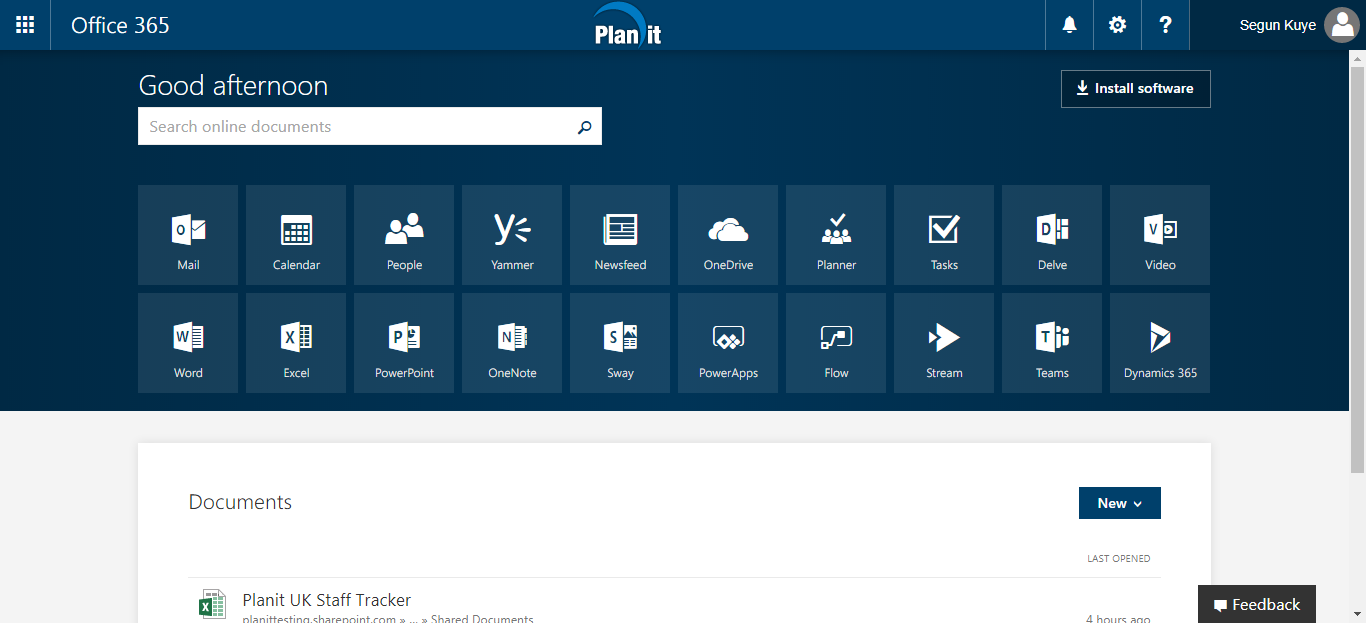 Office 365
Plan it
?
Segun Kuye
Good afternoon
Install software
Search online documents
Mail
Calendar
People
Yammer
Newsfeed
OneDrive
Planner
Tasks
Delve
Video
Word
Excel
PowerPoint
OneNote
Sway
PowerApps
Flow
Stream
Teams
Dynamics 365
Documents
New
LAST OPENED
Planit UK Staff Tracker
planittesting.sharepoint.com » ... » Shared Documents
4 hours ago
Feedback